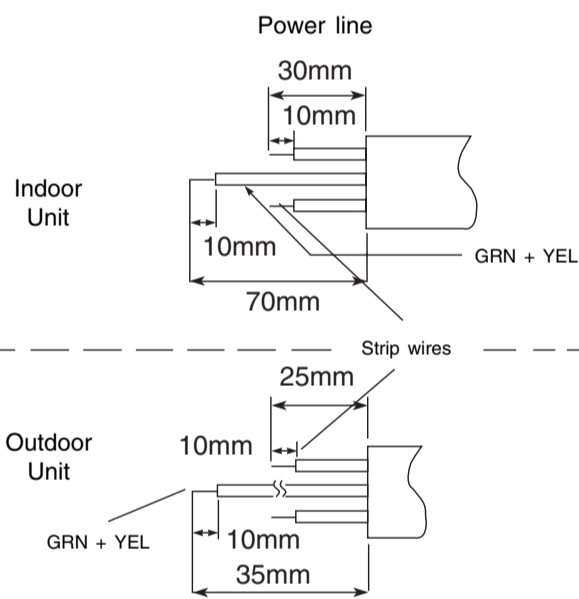 Power line
30mm
10mm
Indoor
Unit
10mm
GRN + YEL
70mm
Strip wires
25mm
Outdoor
Unit
10mm
GRN + YEL
10mm
35mm